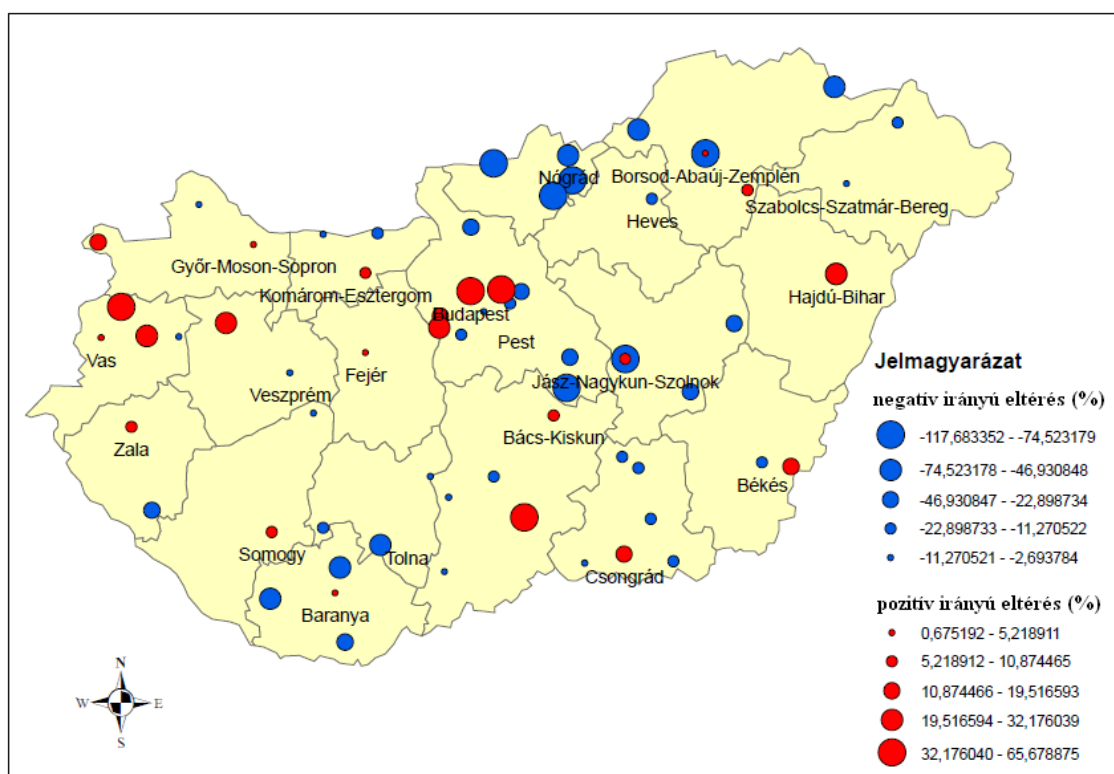 Nógrád
Borsod-Abaúj-Zemplén
Szabolcs-Szatmár-Bereg
Heves
Győr-Moson-Sopron
Komárom-Esztergom
Hajdú-Bihar
Budapest
Pest
Vas
Fejér
Veszprém
Jász-Nagykun-Szolnok
Bács-Kiskun
Zala
Békés
Somogy
Tolna
Csongrád
Baranya
N
W
E
S
Jelmagyarázat
negatív irányú eltérés (%)
-117,683352 - -74,523179
-74,523178 - -46,930848
-46,930847 - -22,898734
-22,898733 - -11,270522
-11,270521 - -2,693784
pozitív irányú eltérés (%)
0,675192 - 5,218911
5,218912 - 10,874465
10,874466 - 19,516593
19,516594 - 32,176039
32,176040 - 65,678875